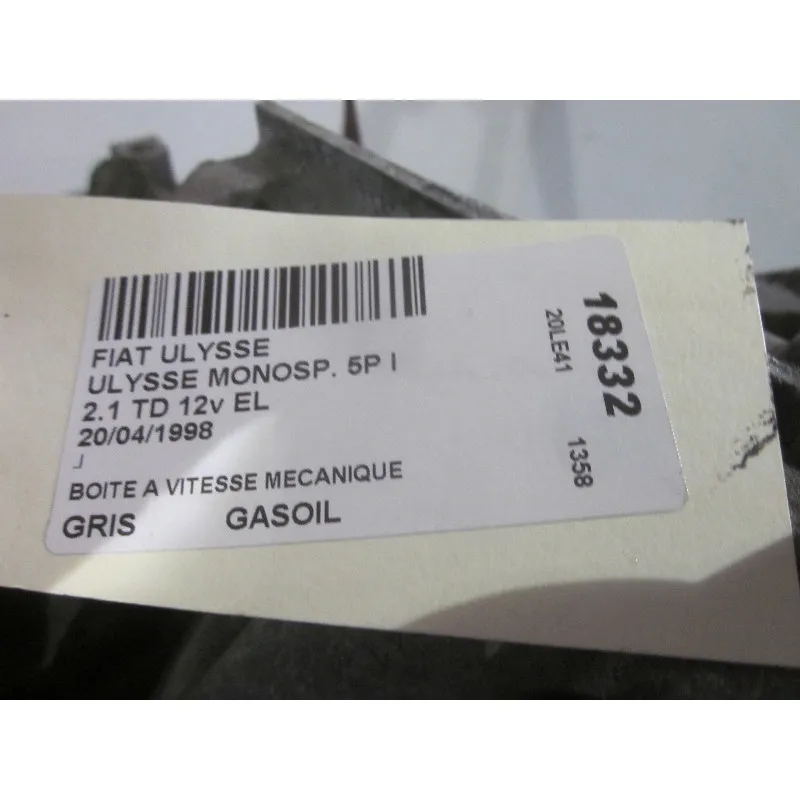 FIAT ULYSSE
ULYSSE MONOSP. 5P I
2.1 TD 12v EL
20/04/1998
┘
BOITE A VITESSE MECANIQUE
GRIS GASOIL
18332
20LE41
1358